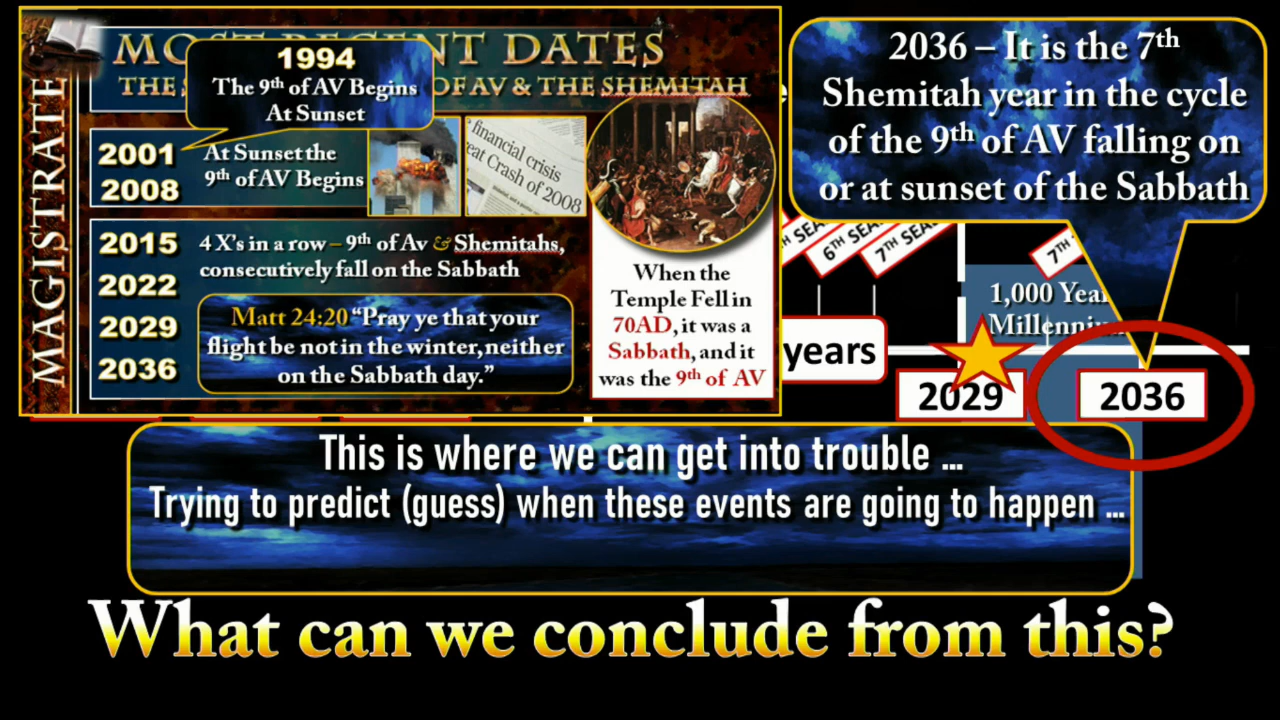 MAGISTRATE
MO NT DATES
THE S OF AV & THE SHEMITAH
1994
The 9th of AV Begins
At Sunset
2001
2008
At Sunset the
9th of AV Begins
financial crisis
eat Crash of 2008
2015
2022
2029
2036
4 X's in a row – 9th of Av & Shemitahs,
consecutively fall on the Sabbath
Matt 24:20 “Pray ye that your
flight be not in the winter, neither
on the Sabbath day.”
When the
Temple Fell in
70AD, it was a
Sabbath, and it
was the 9th of AV
2036 – It is the 7th
Shemitah year in the cycle
of the 9th of AV falling on
or at sunset of the Sabbath
6TH SEA
7TH SEA
7TH
1,000 Year
Millennium
years
2029
2036
This is where we can get into trouble ...
Trying to predict (guess) when these events are going to happen ...
What can we conclude from this?